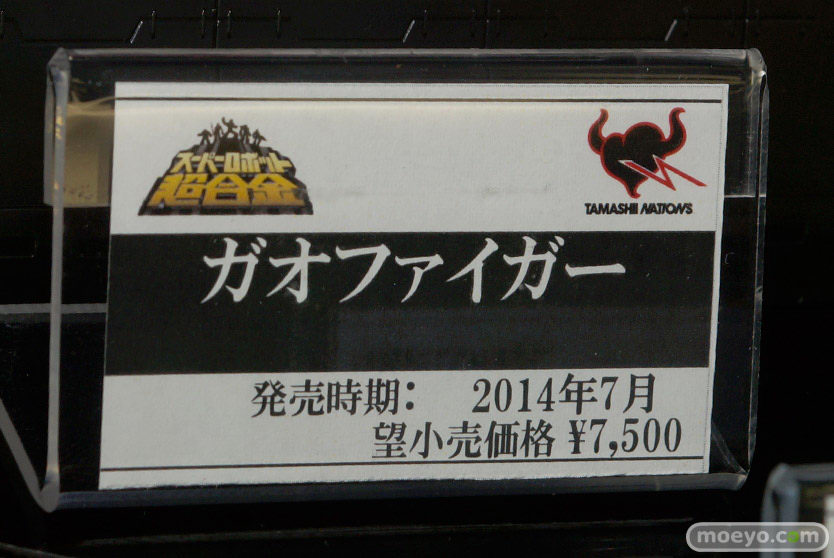 スーパーロボット
超合金
TAMASHII NATIONS
ガオファイガー
発売時期: 2014年7月
望小売価格 ¥7,500
moeyo.com